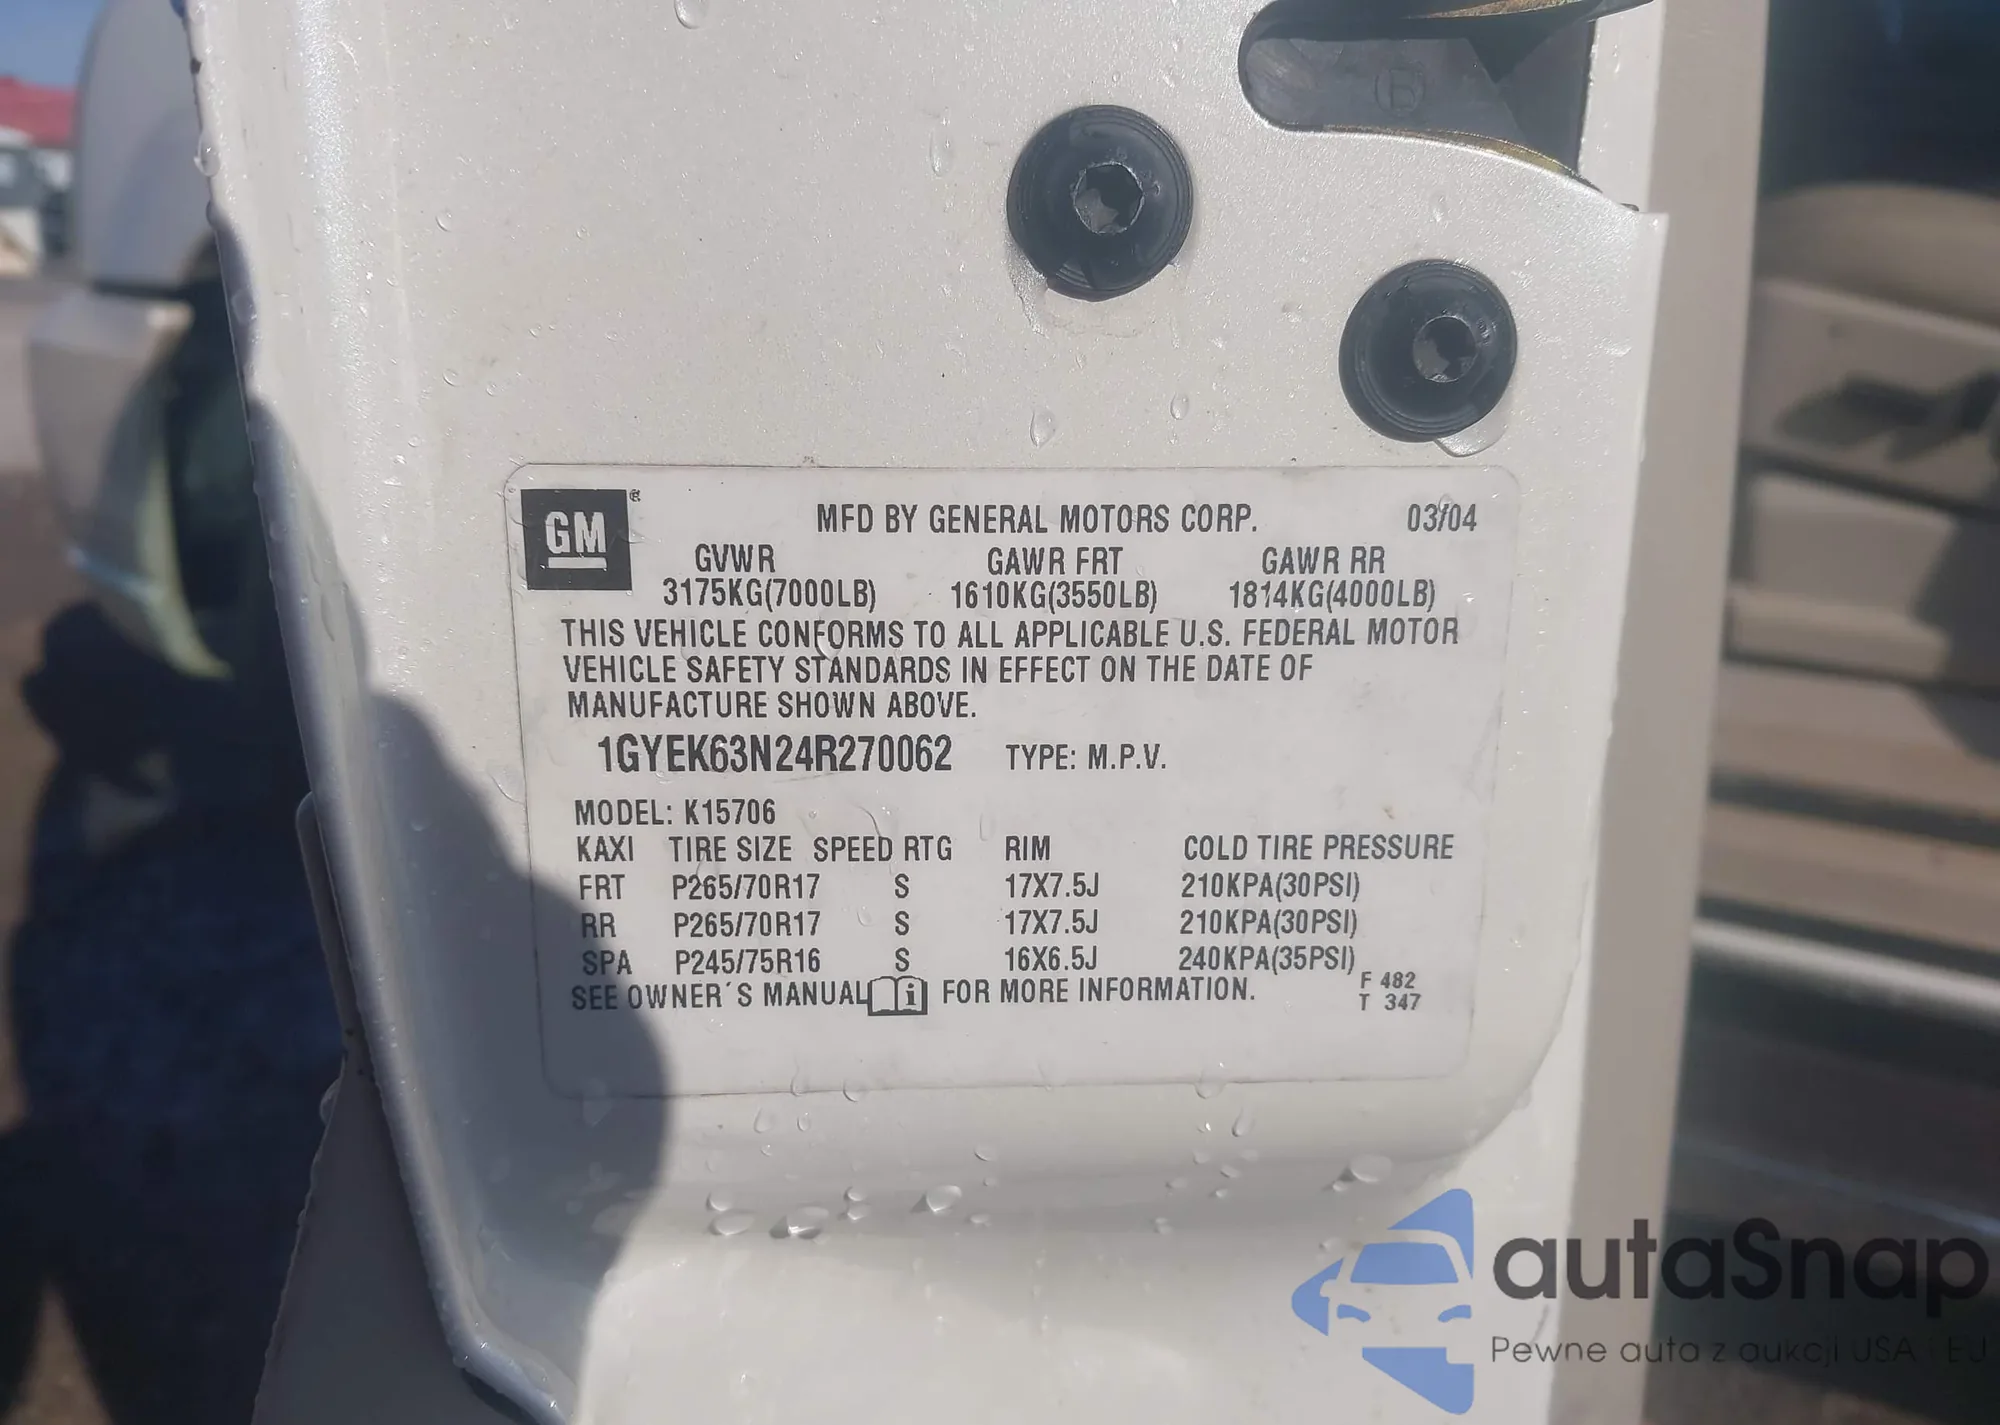 GM ®
MFD BY GENERAL MOTORS CORP. 03/04
GVWR GAWR FRT GAWR RR
3175KG(7000LB) 1610KG(3550LB) 1814KG(4000LB)
THIS VEHICLE CONFORMS TO ALL APPLICABLE U.S. FEDERAL MOTOR
VEHICLE SAFETY STANDARDS IN EFFECT ON THE DATE OF
MANUFACTURE SHOWN ABOVE.
1GYEK63N24R270062 TYPE: M.P.V.
MODEL: K15706
KAXI TIRE SIZE SPEED RTG RIM COLD TIRE PRESSURE
FRT P265/70R17 S 17X7.5J 210KPA(30PSI)
RR P265/70R17 S 17X7.5J 210KPA(30PSI)
SPA P245/75R16 S 16X6.5J 240KPA(35PSI)
SEE OWNER´S MANUAL i FOR MORE INFORMATION.
F 482
T 347
autaSnap
Pewne auta z aukcji USA i EU